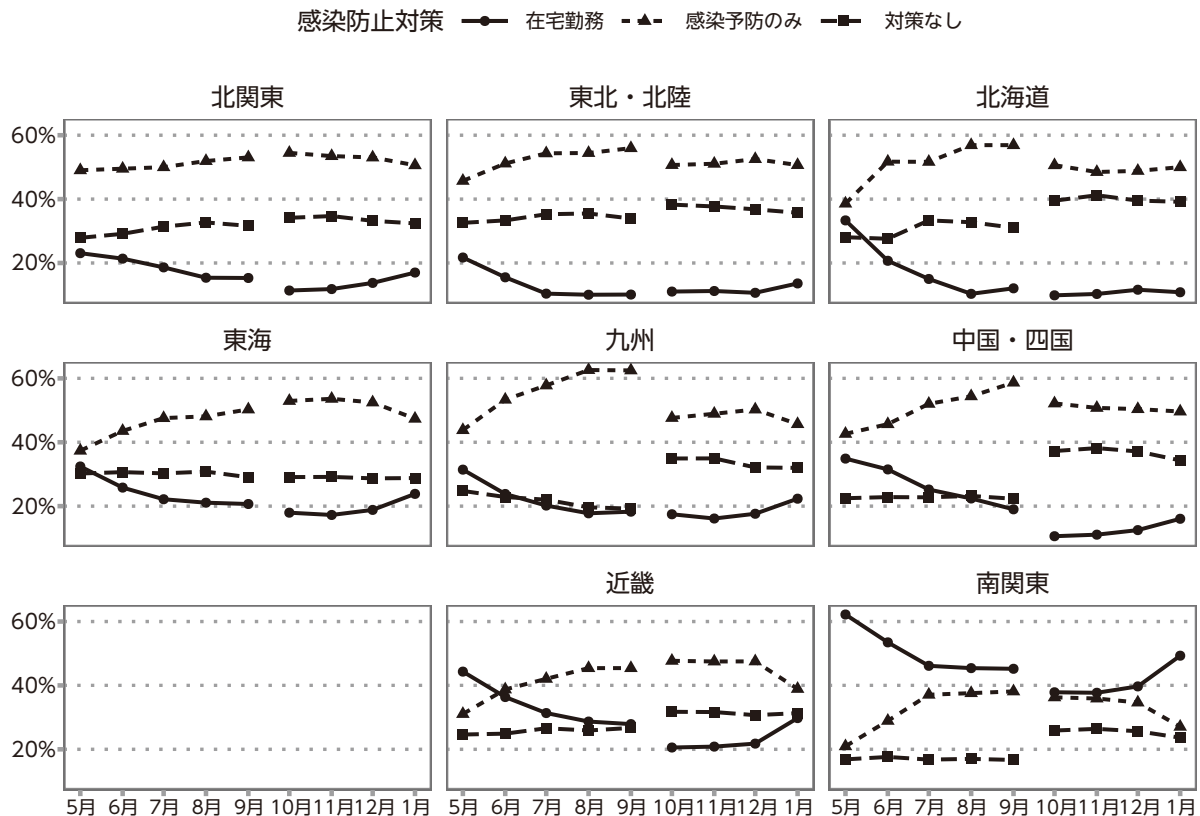 感染防止対策 在宅勤務 感染予防のみ 対策なし
北関東 東北・北陸 北海道
60%
40%
20%
東海 九州 中国・四国
60%
40%
20%
近畿 南関東
60%
40%
20%
5月 6月 7月 8月 9月 10月 11月 12月 1月 5月 6月 7月 8月 9月 10月 11月 12月 1月 5月 6月 7月 8月 9月 10月 11月 12月 1月